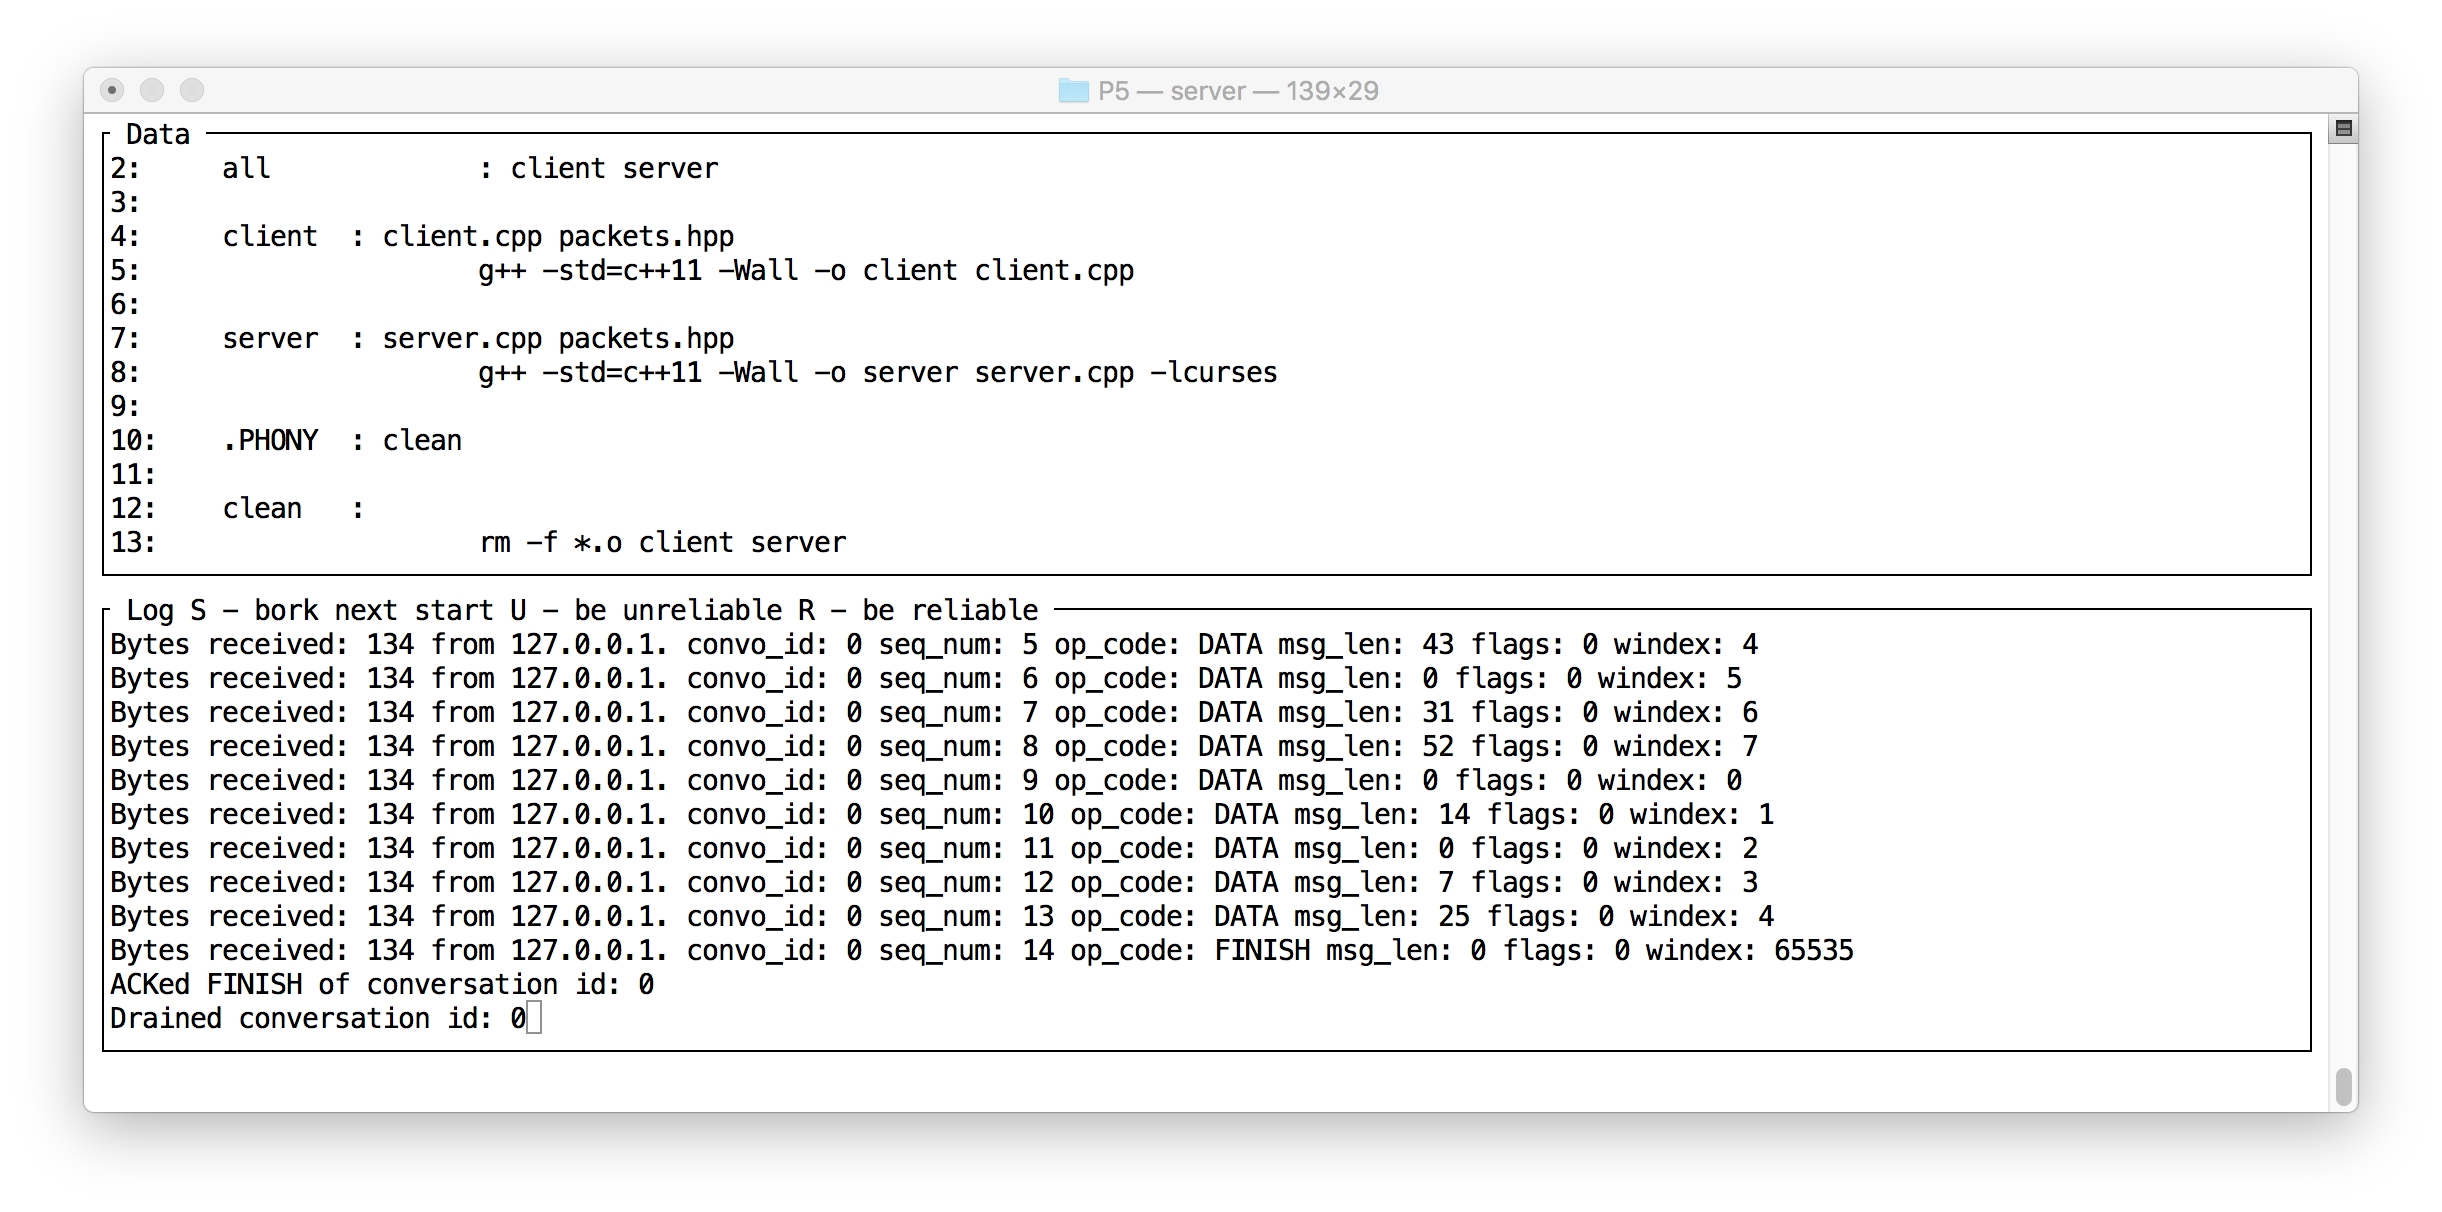 P5 — server — 139×29
Data
2:     all             : client server
3:
4:     client  : client.cpp packets.hpp
5:                     g++ -std=c++11 -Wall -o client client.cpp
6:
7:     server  : server.cpp packets.hpp
8:                     g++ -std=c++11 -Wall -o server server.cpp -lcurses
9:
10:    .PHONY  : clean
11:
12:    clean   :
13:                    rm -f *.o client server
Log S - bork next start U - be unreliable R - be reliable
Bytes received: 134 from 127.0.0.1. convo_id: 0 seq_num: 5 op_code: DATA msg_len: 43 flags: 0 windex: 4
Bytes received: 134 from 127.0.0.1. convo_id: 0 seq_num: 6 op_code: DATA msg_len: 0 flags: 0 windex: 5
Bytes received: 134 from 127.0.0.1. convo_id: 0 seq_num: 7 op_code: DATA msg_len: 31 flags: 0 windex: 6
Bytes received: 134 from 127.0.0.1. convo_id: 0 seq_num: 8 op_code: DATA msg_len: 52 flags: 0 windex: 7
Bytes received: 134 from 127.0.0.1. convo_id: 0 seq_num: 9 op_code: DATA msg_len: 0 flags: 0 windex: 0
Bytes received: 134 from 127.0.0.1. convo_id: 0 seq_num: 10 op_code: DATA msg_len: 14 flags: 0 windex: 1
Bytes received: 134 from 127.0.0.1. convo_id: 0 seq_num: 11 op_code: DATA msg_len: 0 flags: 0 windex: 2
Bytes received: 134 from 127.0.0.1. convo_id: 0 seq_num: 12 op_code: DATA msg_len: 7 flags: 0 windex: 3
Bytes received: 134 from 127.0.0.1. convo_id: 0 seq_num: 13 op_code: DATA msg_len: 25 flags: 0 windex: 4
Bytes received: 134 from 127.0.0.1. convo_id: 0 seq_num: 14 op_code: FINISH msg_len: 0 flags: 0 windex: 65535
ACKed FINISH of conversation id: 0
Drained conversation id: 0